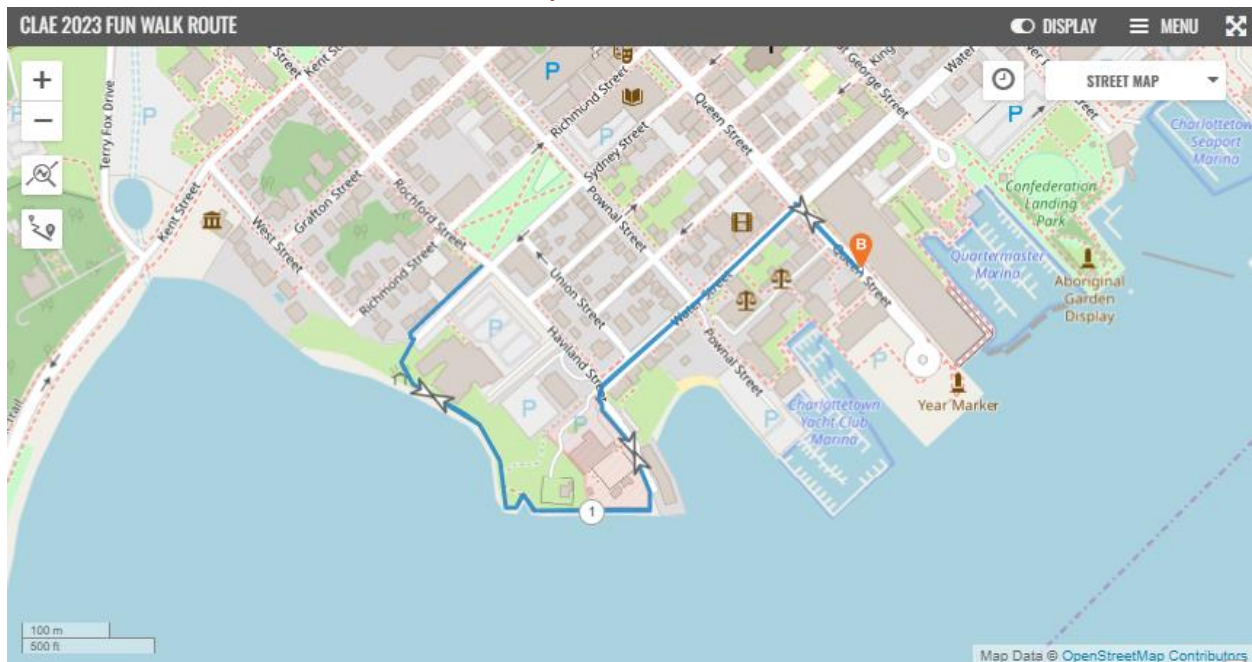 CLAE 2023 FUN WALK ROUTE
DISPLAY
MENU
STREET MAP
+
−
P
P
P
P
P
P
P
P
P
Terry Fox Drive
Kent Street
Kent Street
Richmond Street
Queen Street
George Street
King
Water
Sydney Street
Grafton Street
West Street
Rochford Street
Pownal Street
Richmond Street
Union Street
Haviland Street
Water Street
Pownal Street
B
Queen Street
Charlottetown
Seaport
Marina
Confederation
Landing
Park
Quartermaster
Marina
Aboriginal
Garden
Display
Year Marker
Charlottetown
Yacht Club
Marina
1
100 m
500 ft
Map Data © OpenStreetMap Contributors